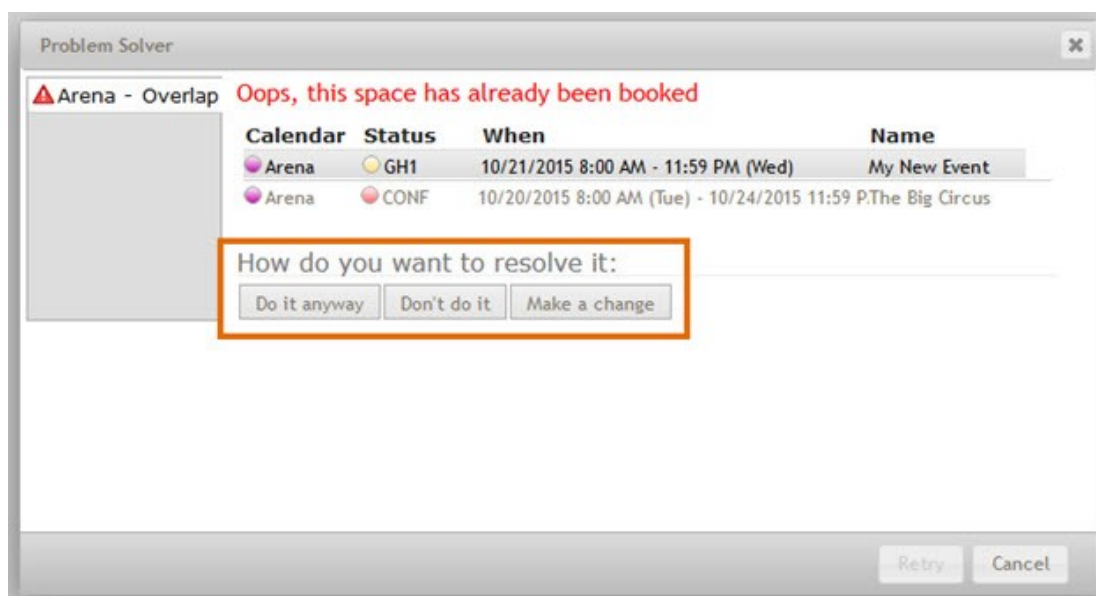 Problem Solver
Arena - Overlap
Oops, this space has already been booked
Calendar Status When Name
Arena GH1 10/21/2015 8:00 AM - 11:59 PM (Wed) My New Event
Arena CONF 10/20/2015 8:00 AM (Tue) - 10/24/2015 11:59 P.The Big Circus
How do you want to resolve it:
Do it anyway Don't do it Make a change
Retry Cancel